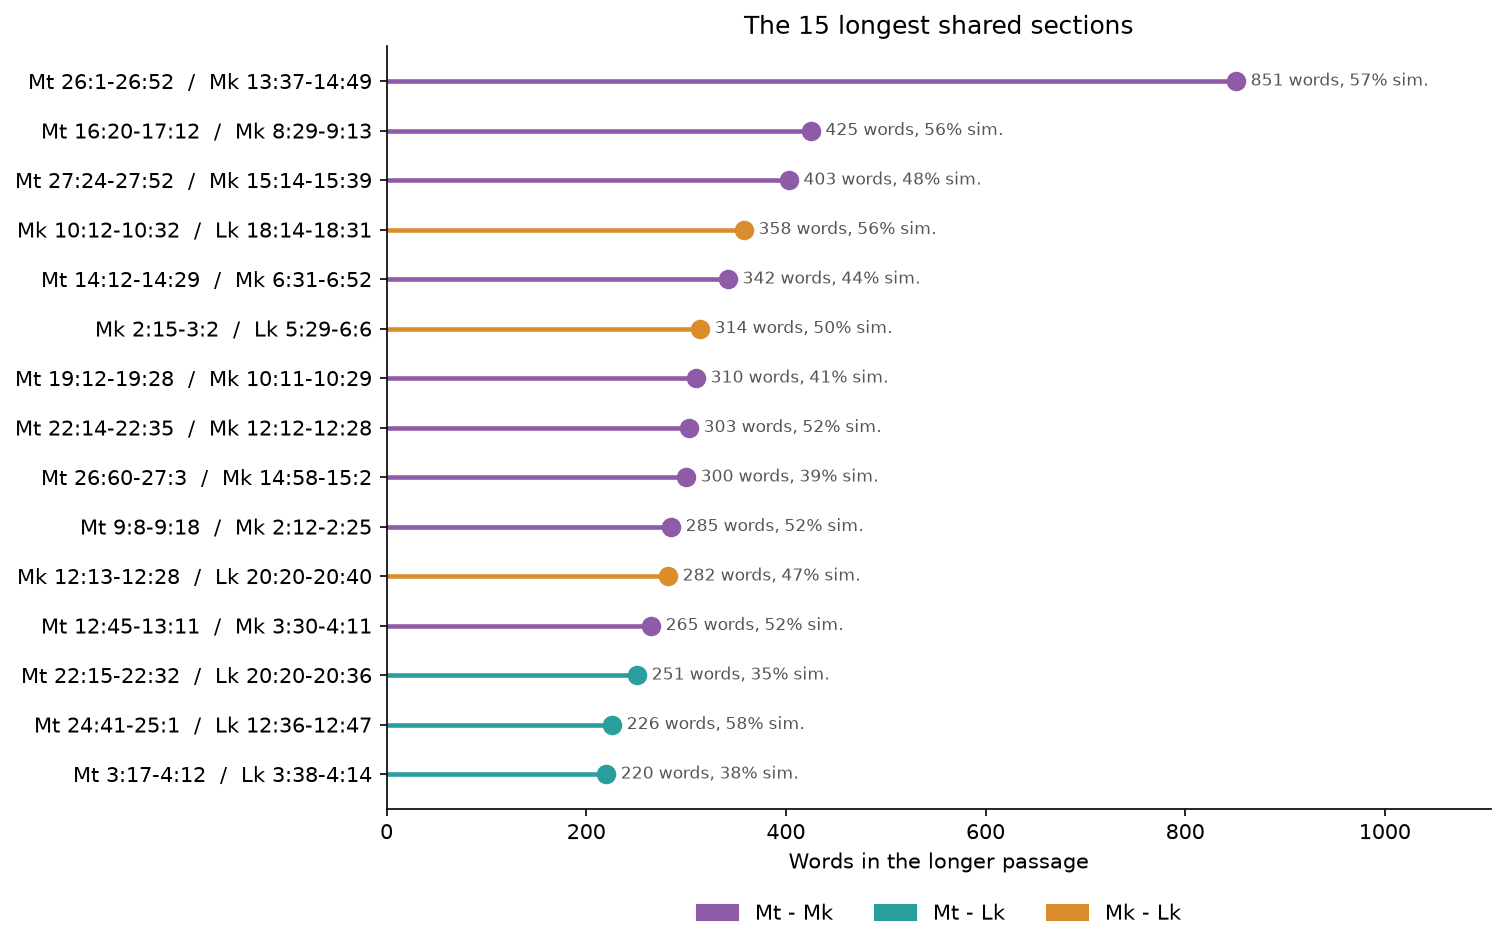 The 15 longest shared sections
Mt 26:1-26:52 / Mk 13:37-14:49 851 words, 57% sim.
Mt 16:20-17:12 / Mk 8:29-9:13 425 words, 56% sim.
Mt 27:24-27:52 / Mk 15:14-15:39 403 words, 48% sim.
Mk 10:12-10:32 / Lk 18:14-18:31 358 words, 56% sim.
Mt 14:12-14:29 / Mk 6:31-6:52 342 words, 44% sim.
Mk 2:15-3:2 / Lk 5:29-6:6 314 words, 50% sim.
Mt 19:12-19:28 / Mk 10:11-10:29 310 words, 41% sim.
Mt 22:14-22:35 / Mk 12:12-12:28 303 words, 52% sim.
Mt 26:60-27:3 / Mk 14:58-15:2 300 words, 39% sim.
Mt 9:8-9:18 / Mk 2:12-2:25 285 words, 52% sim.
Mk 12:13-12:28 / Lk 20:20-20:40 282 words, 47% sim.
Mt 12:45-13:11 / Mk 3:30-4:11 265 words, 52% sim.
Mt 22:15-22:32 / Lk 20:20-20:36 251 words, 35% sim.
Mt 24:41-25:1 / Lk 12:36-12:47 226 words, 58% sim.
Mt 3:17-4:12 / Lk 3:38-4:14 220 words, 38% sim.
0 200 400 600 800 1000
Words in the longer passage
Mt - Mk Mt - Lk Mk - Lk